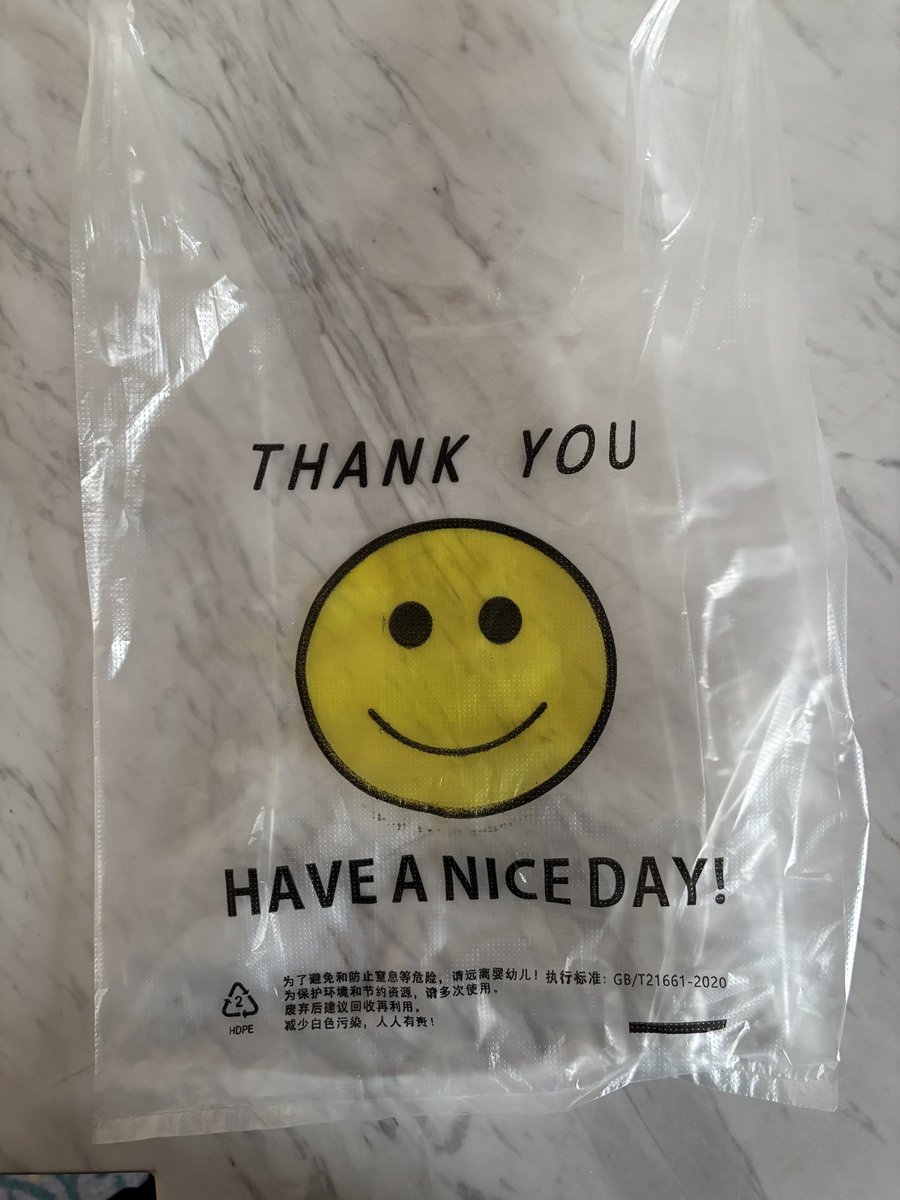 THANK YOU
HAVE A NICE DAY!
为了避免和防止窒息等危险，请远离婴幼儿！执行标准：GB/T21661-2020
为保护环境和节约资源，请多次使用。
废弃后建议回收再利用。
减少白色污染，人人有责！
2
HDPE